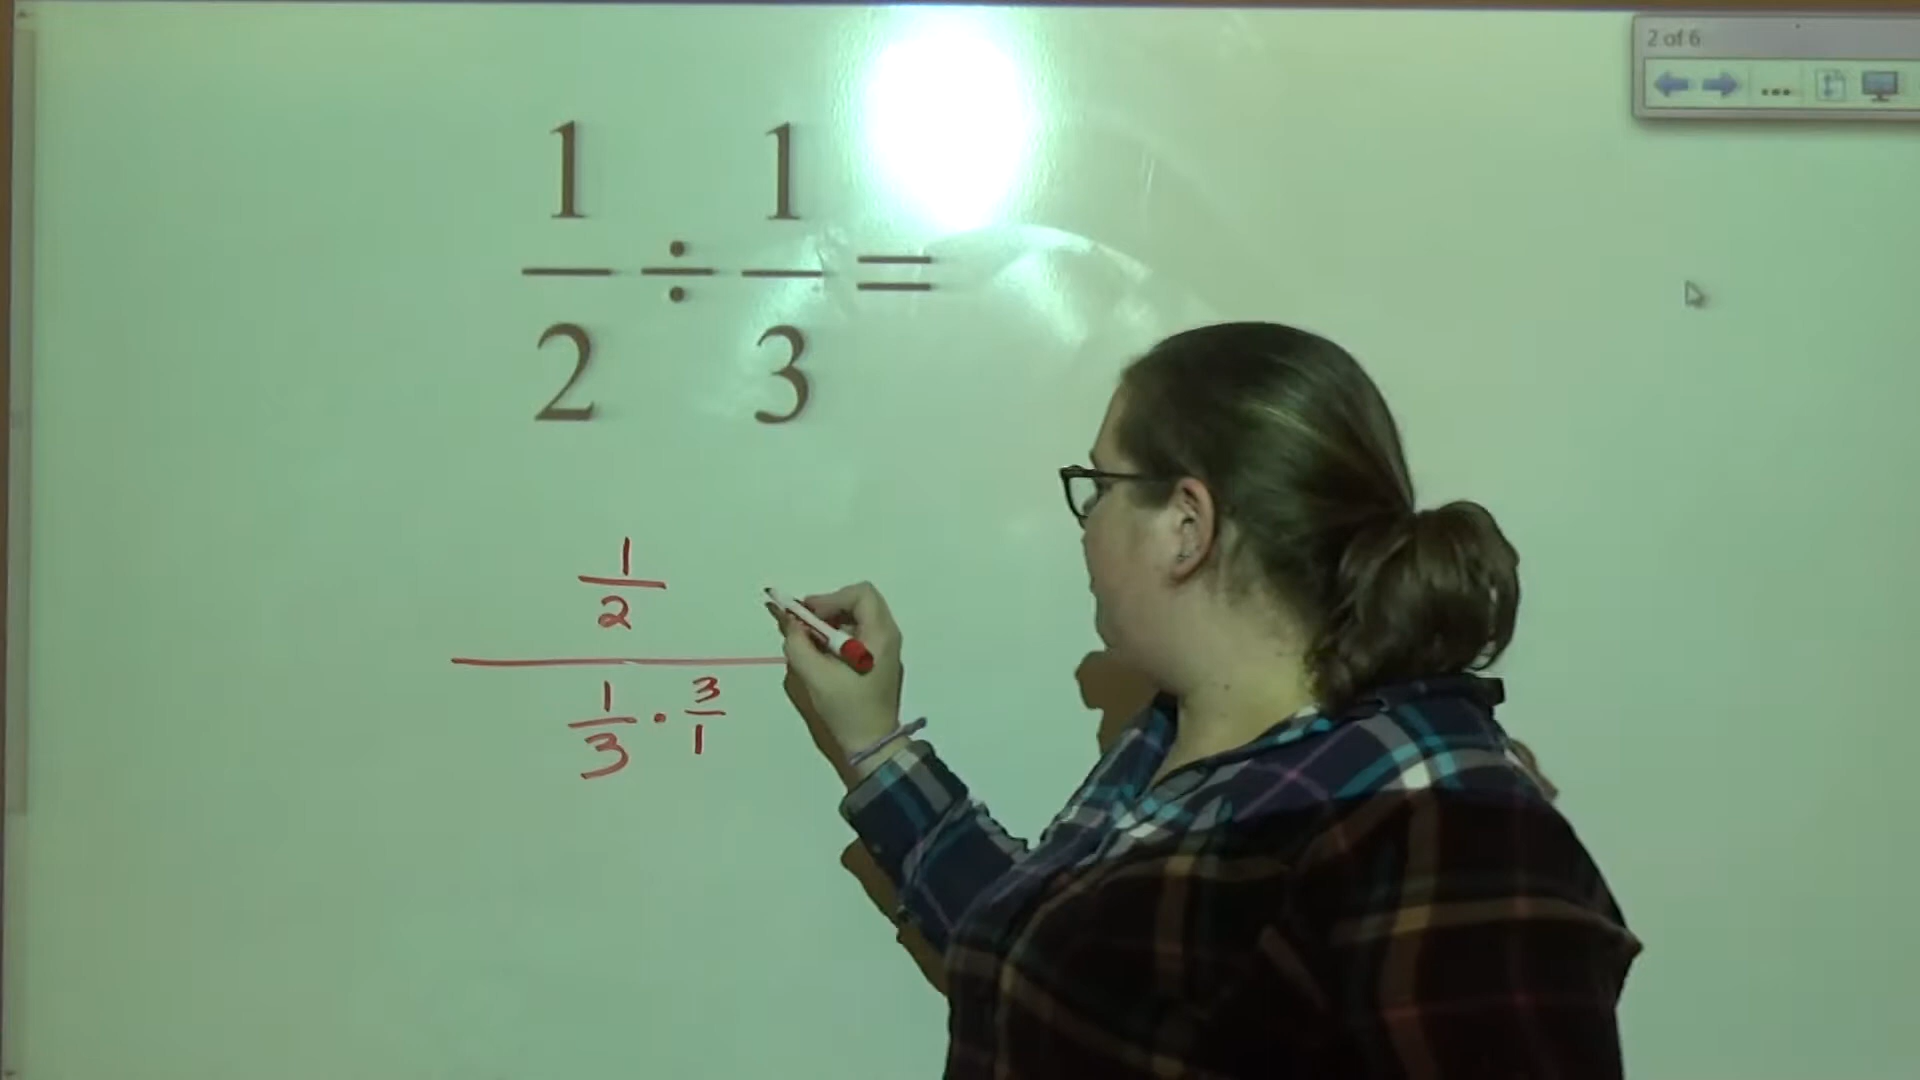 2 of 6
1/2 ÷ 1/3 =
1/2
1/3 · 3/1